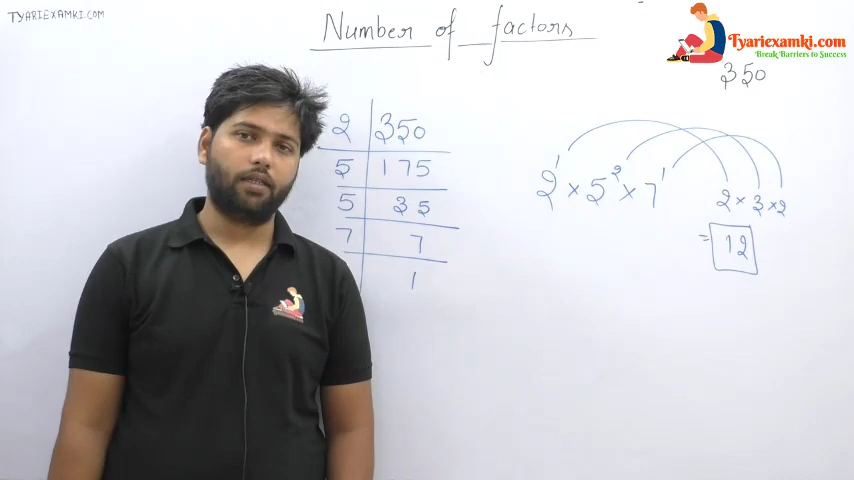 TYARIEXAMKI.COM
Number of factors
Tyariexamki.com
Break Barriers to Success
350
2 | 350
5 | 175
5 | 35
7 | 7
1
2¹ × 5² × 7¹
2 × 3 × 2
= 12